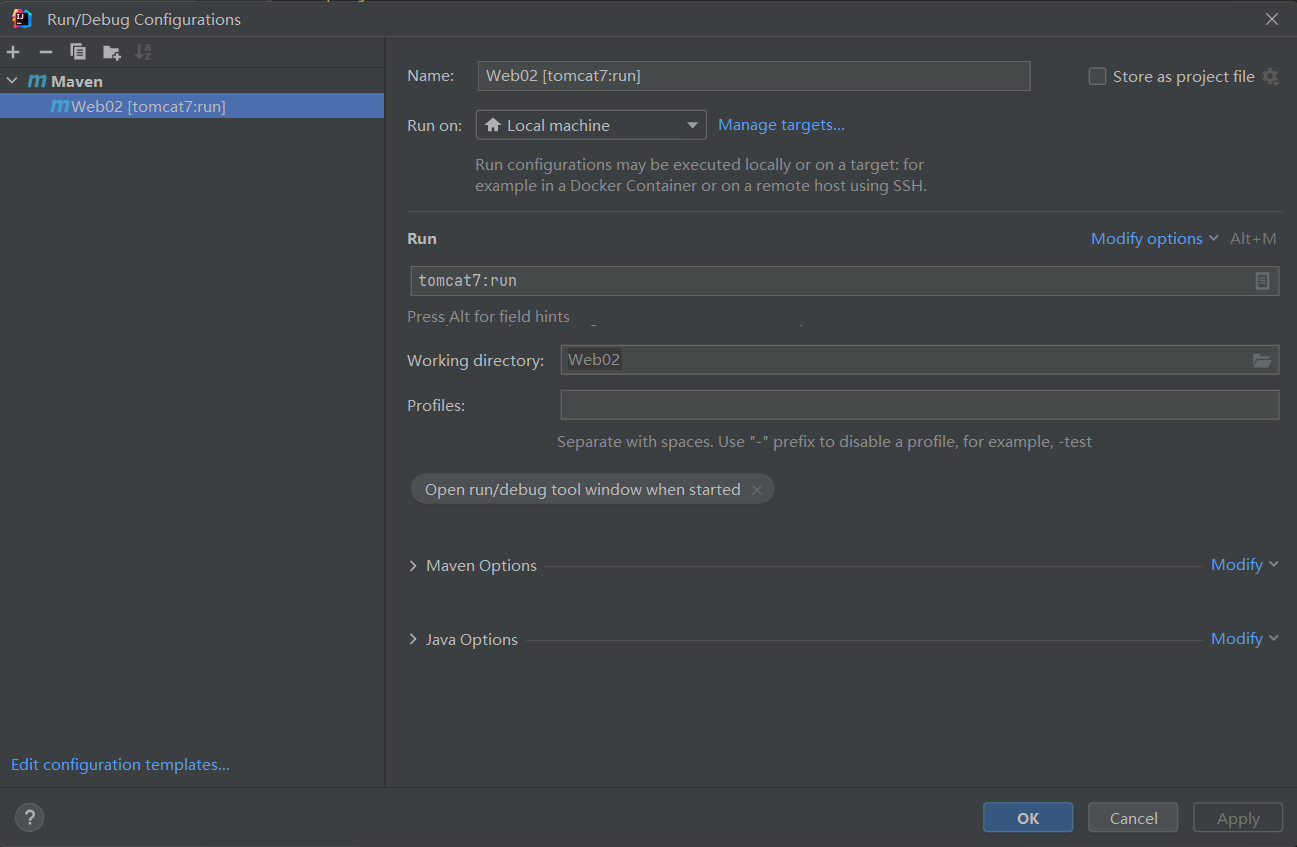 Run/Debug Configurations
Maven
Web02 [tomcat7:run]
Edit configuration templates...
Name: Web02 [tomcat7:run] Store as project file
Run on: Local machine Manage targets...
Run configurations may be executed locally or on a target: for
example in a Docker Container or on a remote host using SSH.
Run Modify options Alt+M
tomcat7:run
Press Alt for field hints
Working directory: Web02
Profiles:
Separate with spaces. Use "-" prefix to disable a profile, for example, -test
Open run/debug tool window when started
Maven Options Modify
Java Options Modify
? OK Cancel Apply